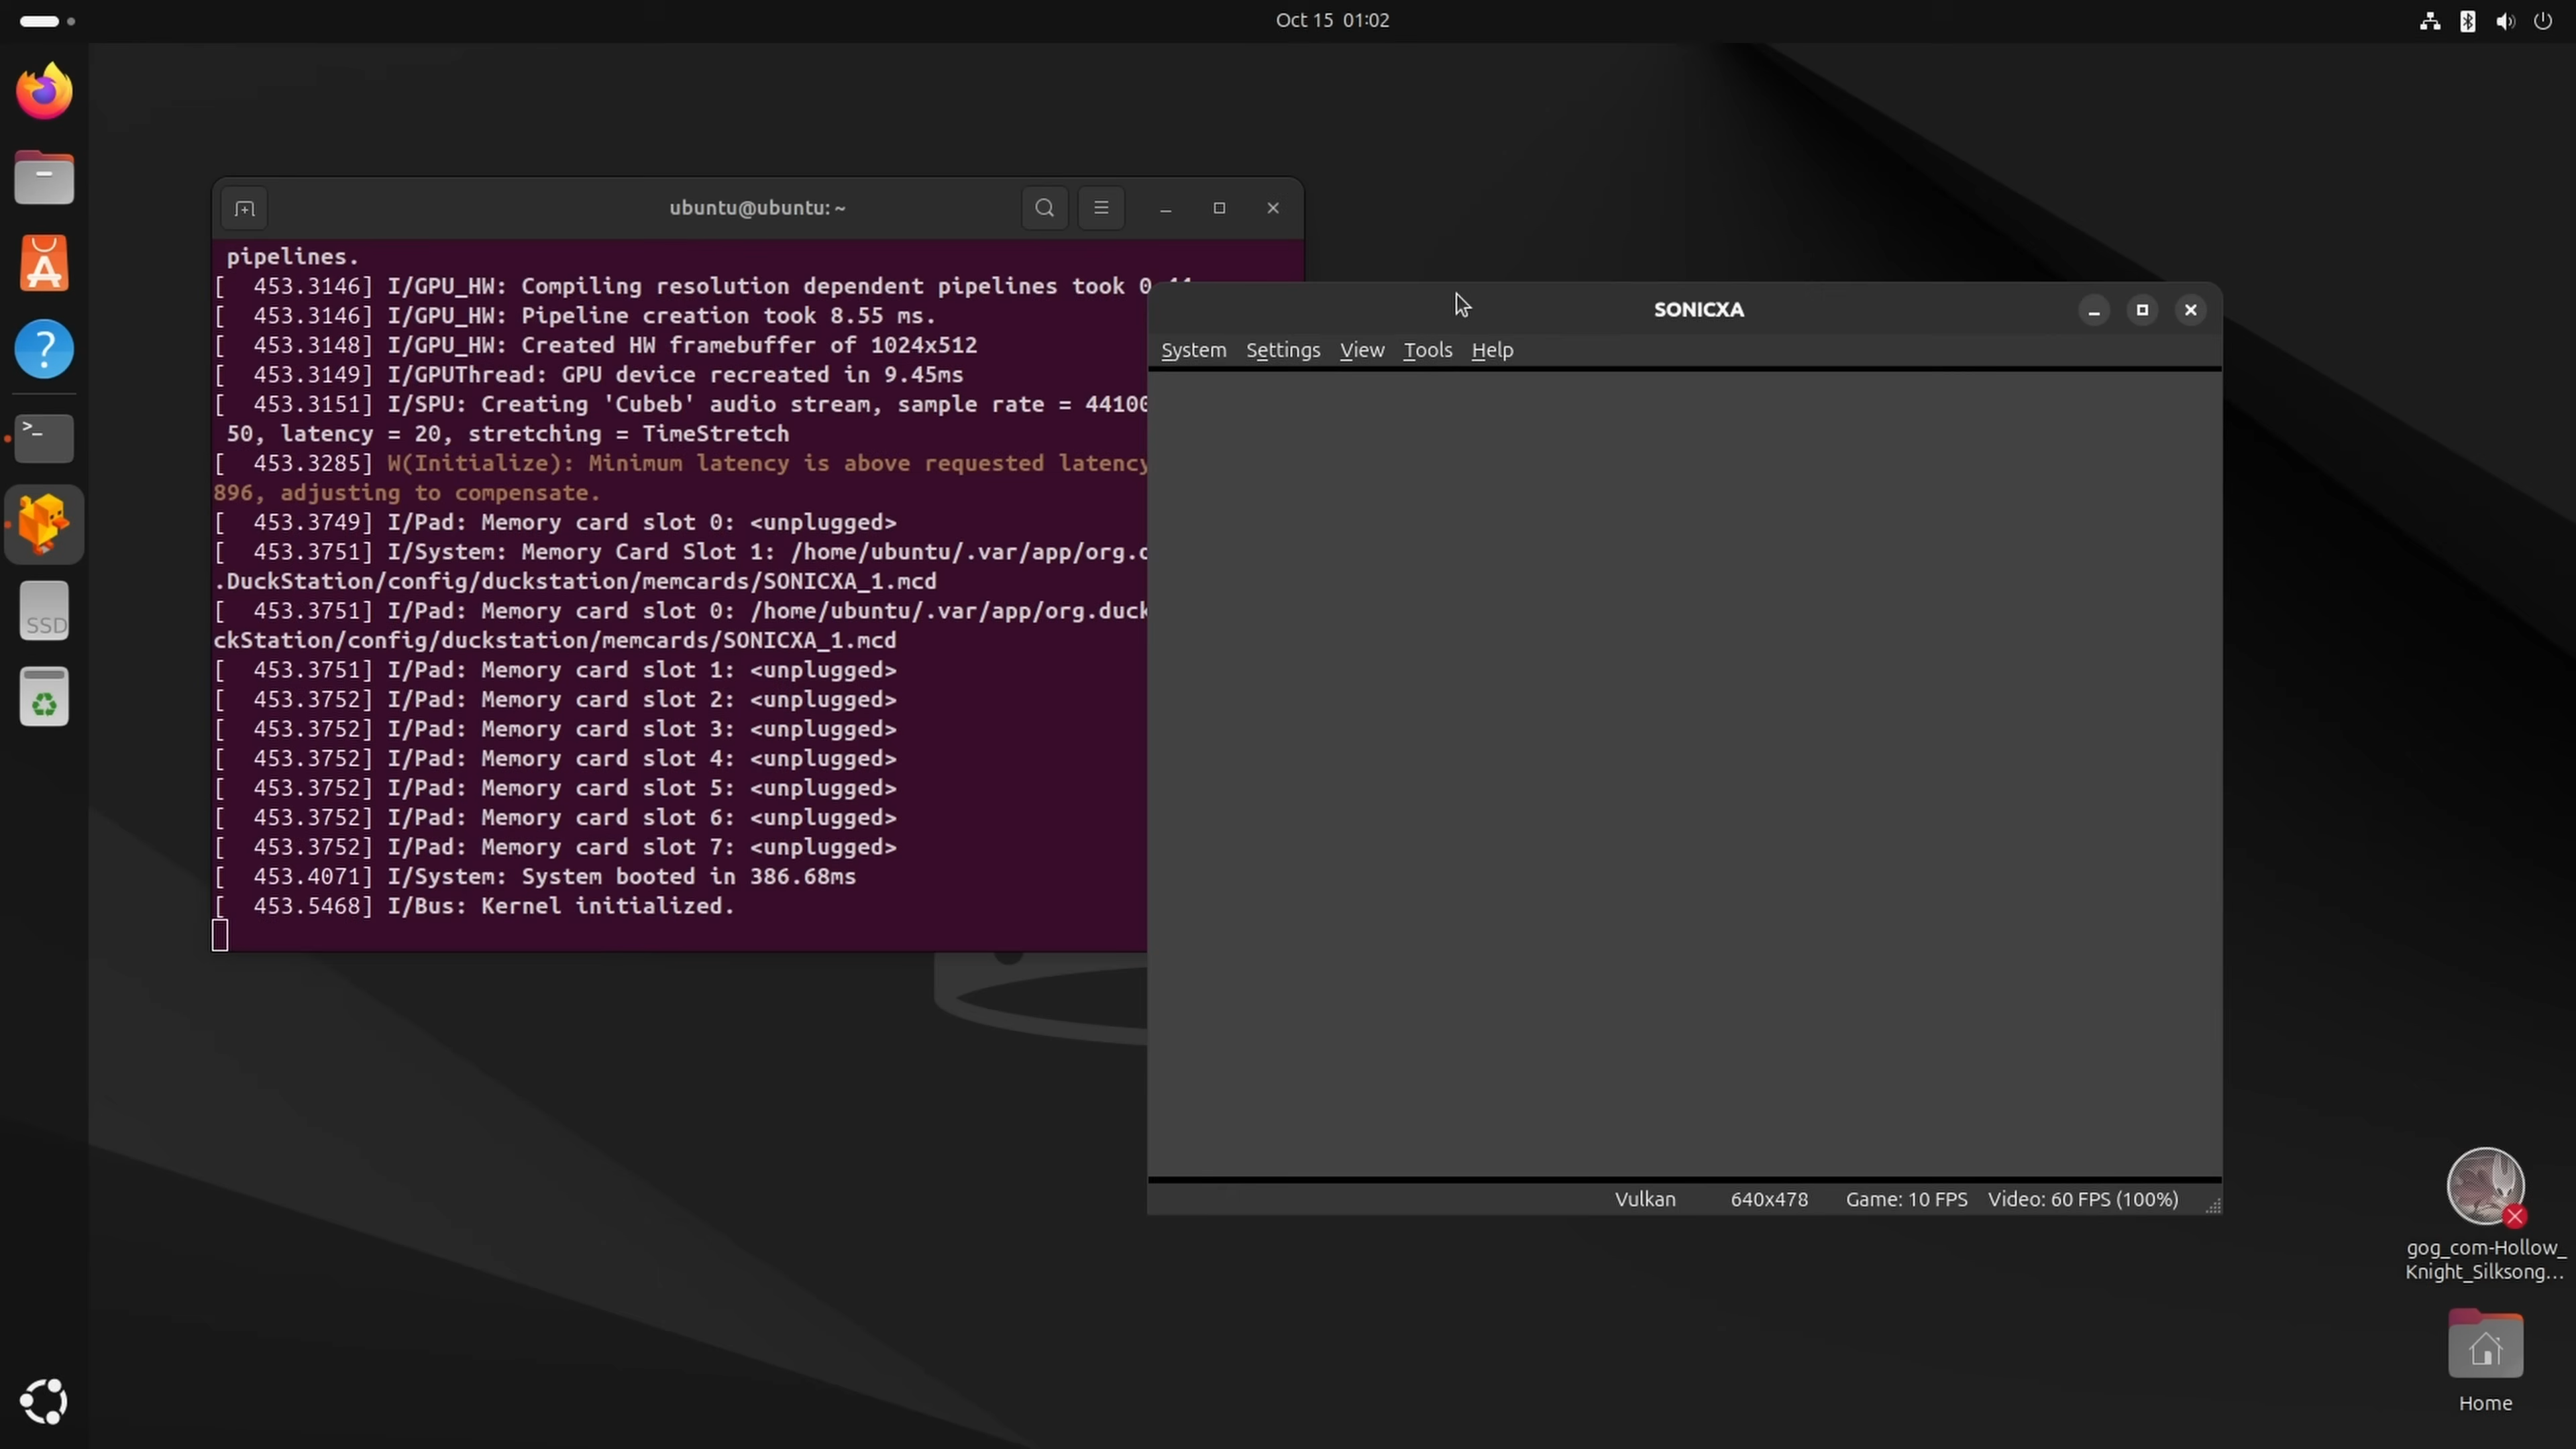 Oct 15 01:02
ubuntu@ubuntu: ~
pipelines.
[  453.3146] I/GPU_HW: Compiling resolution dependent pipelines took 0
[  453.3146] I/GPU_HW: Pipeline creation took 8.55 ms.
[  453.3148] I/GPU_HW: Created HW framebuffer of 1024x512
[  453.3149] I/GPUThread: GPU device recreated in 9.45ms
[  453.3151] I/SPU: Creating 'Cubeb' audio stream, sample rate = 44100
50, latency = 20, stretching = TimeStretch
[  453.3285] W(Initialize): Minimum latency is above requested latency
896, adjusting to compensate.
[  453.3749] I/Pad: Memory card slot 0: <unplugged>
[  453.3751] I/System: Memory Card Slot 1: /home/ubuntu/.var/app/org.d
.DuckStation/config/duckstation/memcards/SONICXA_1.mcd
[  453.3751] I/Pad: Memory card slot 0: /home/ubuntu/.var/app/org.duck
ckStation/config/duckstation/memcards/SONICXA_1.mcd
[  453.3751] I/Pad: Memory card slot 1: <unplugged>
[  453.3752] I/Pad: Memory card slot 2: <unplugged>
[  453.3752] I/Pad: Memory card slot 3: <unplugged>
[  453.3752] I/Pad: Memory card slot 4: <unplugged>
[  453.3752] I/Pad: Memory card slot 5: <unplugged>
[  453.3752] I/Pad: Memory card slot 6: <unplugged>
[  453.3752] I/Pad: Memory card slot 7: <unplugged>
[  453.4071] I/System: System booted in 386.68ms
[  453.5468] I/Bus: Kernel initialized.
SONICXA
System Settings View Tools Help
Vulkan 640x478 Game: 10 FPS Video: 60 FPS (100%)
SSD
gog_com-Hollow_
Knight_Silksong...
Home